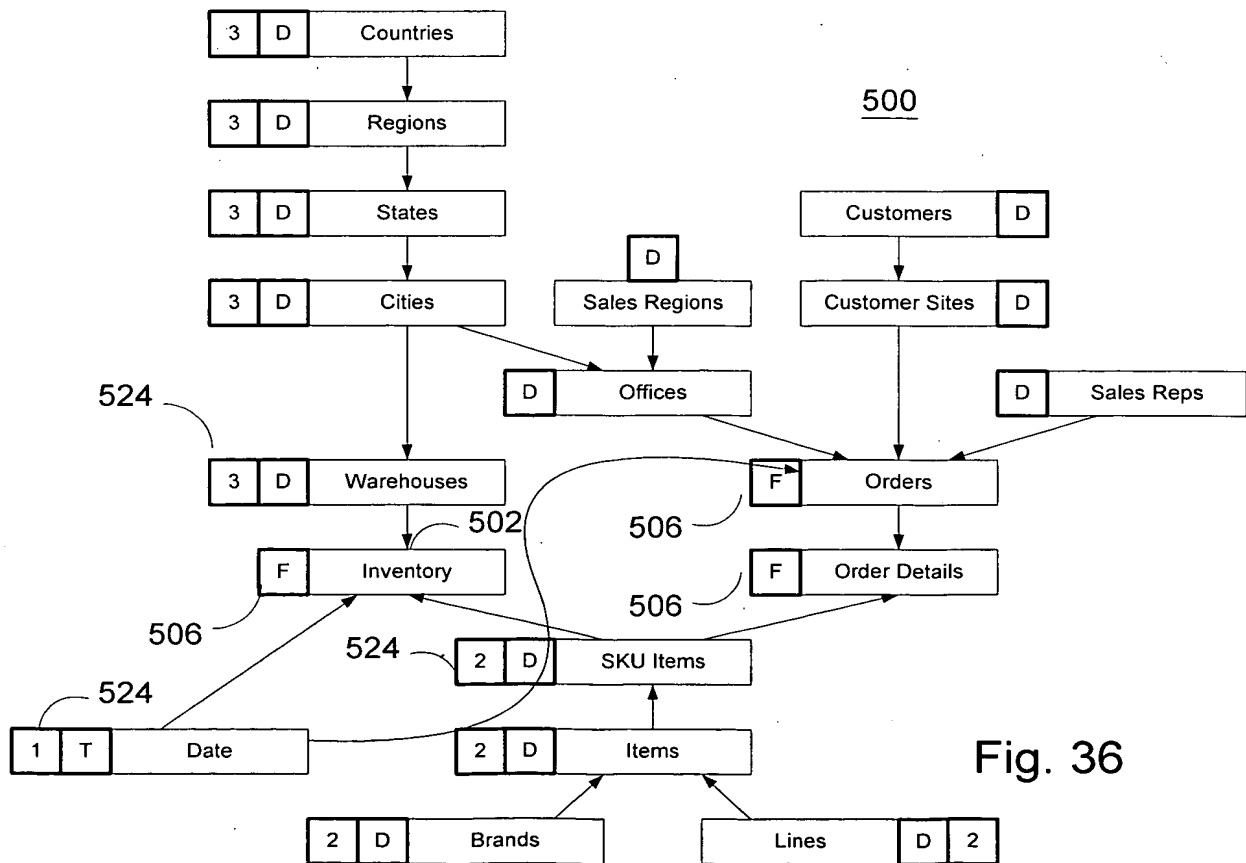 3 D Countries
500
3 D Regions
3 D States
Customers D
D
3 D Cities
Sales Regions
Customer Sites D
524
D Offices
D Sales Reps
3 D Warehouses
F Orders
502
506
F Inventory
F Order Details
506
506
524
2 D SKU Items
524
1 T Date
2 D Items
Fig. 36
2 D Brands
Lines D 2